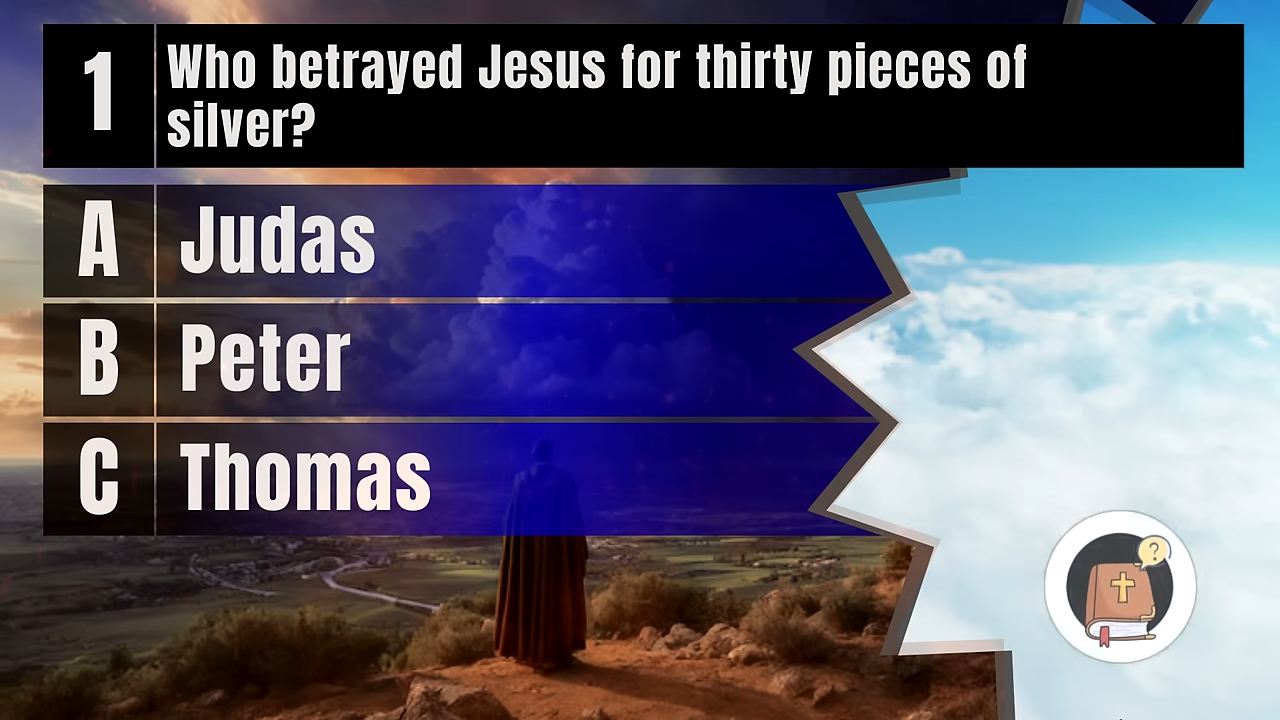 1
Who betrayed Jesus for thirty pieces of
silver?
A
Judas
B
Peter
C
Thomas
?